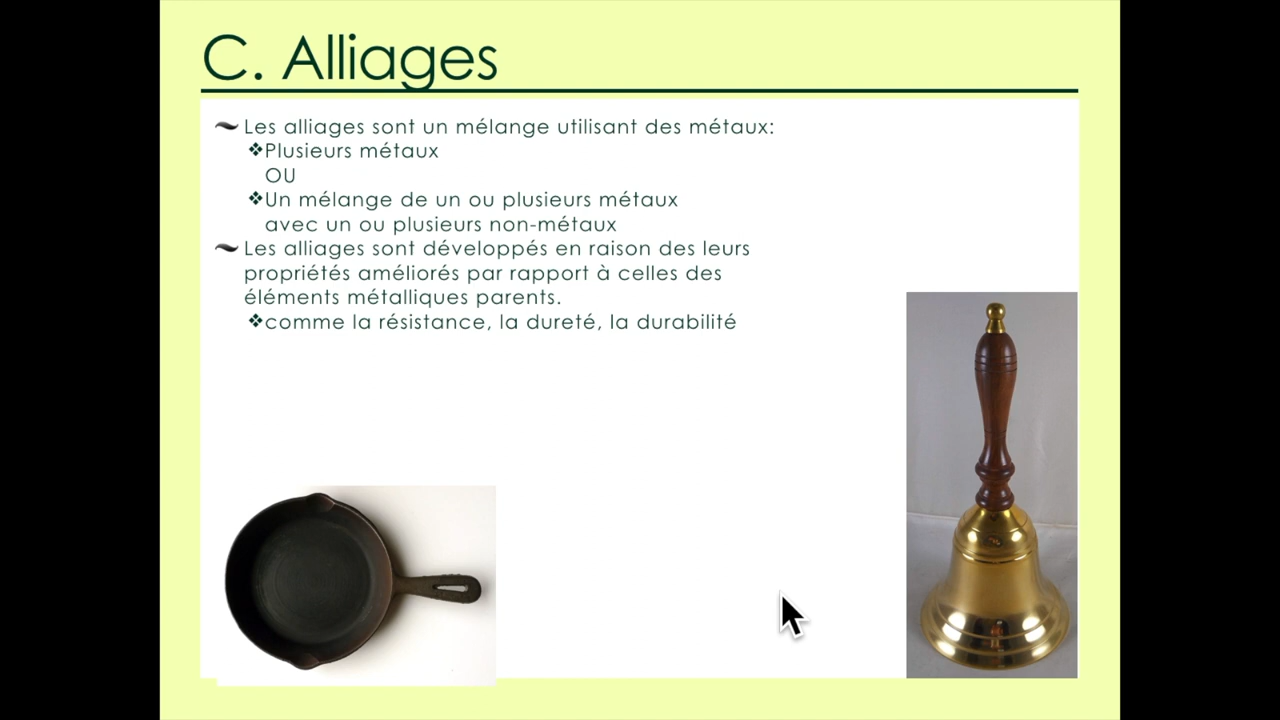 C. Alliages
Les alliages sont un mélange utilisant des métaux:
❖Plusieurs métaux
OU
❖Un mélange de un ou plusieurs métaux
avec un ou plusieurs non-métaux
Les alliages sont développés en raison des leurs
propriétés améliorés par rapport à celles des
éléments métalliques parents.
❖comme la résistance, la dureté, la durabilité